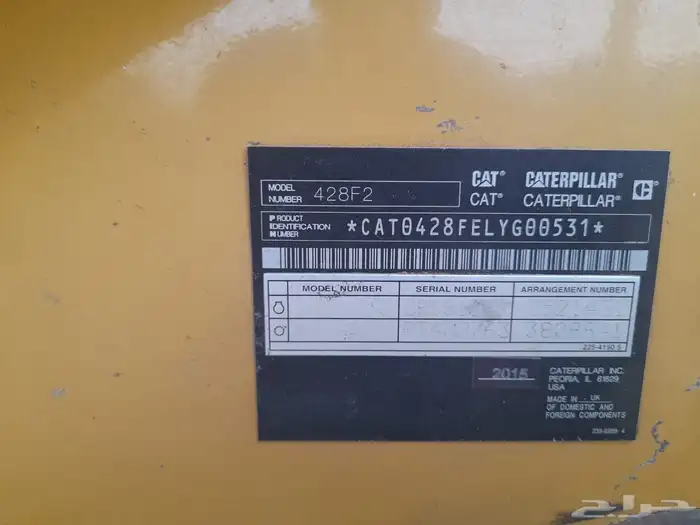 CAT CATERPILLAR
CAT® CATERPILLAR®
MODEL NUMBER 428F2
PRODUCT IDENTIFICATION NUMBER *CAT0428FELYG00531*
MODEL NUMBER SERIAL NUMBER ARRANGEMENT NUMBER
225-4190 5
2015
CATERPILLAR INC.
PEORIA, IL 61629,
USA
MADE IN UK
OF DOMESTIC AND
FOREIGN COMPONENTS
حراج